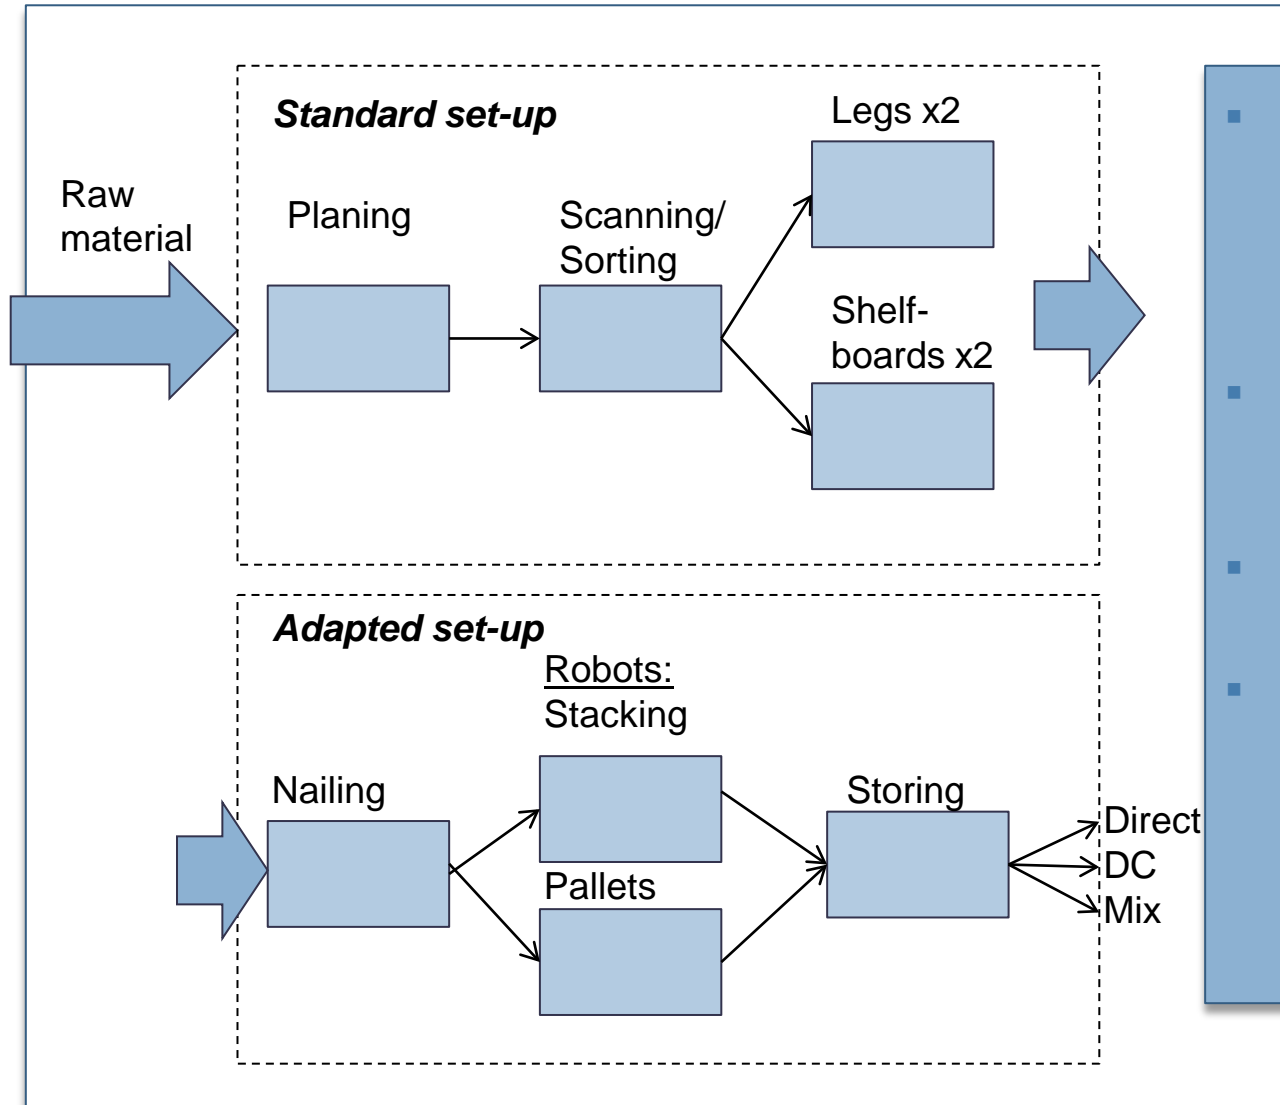 Standard set-up
Legs x2
Raw
material
Planing
Scanning/
Sorting
Shelf-
boards x2
Adapted set-up
Robots:
Stacking
Nailing
Pallets
Storing
Direct
DC
Mix